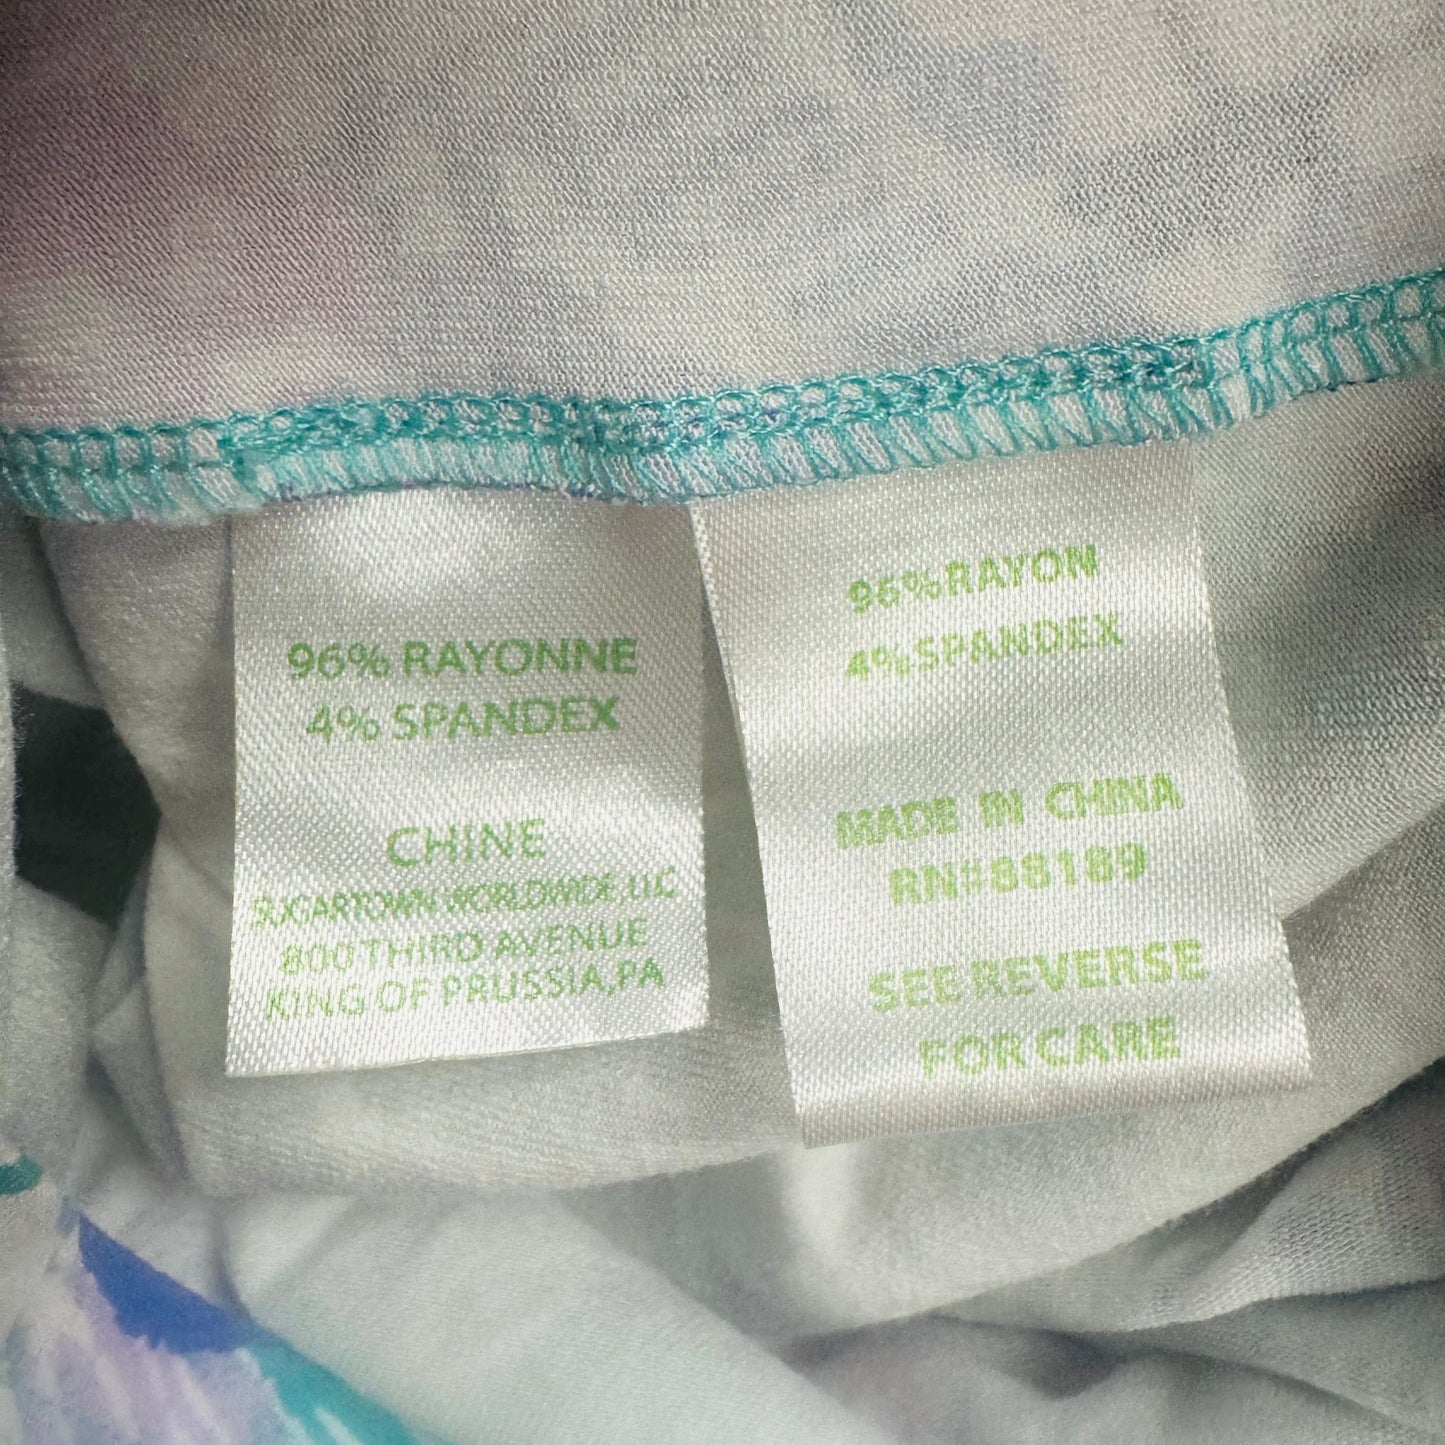 96% RAYONNE
4% SPANDEX
CHINE
SUGARTOWN WORLDWIDE, LLC
800 THIRD AVENUE
KING OF PRUSSIA, PA
96% RAYON
4% SPANDEX
MADE IN CHINA
RN#88189
SEE REVERSE
FOR CARE